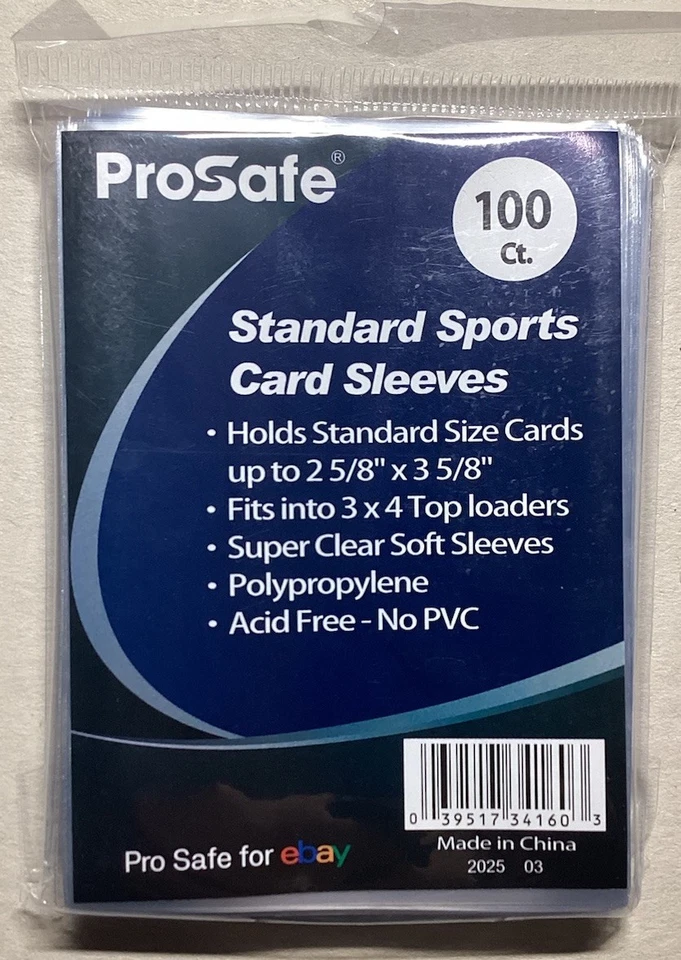 ProSafe®
100
Ct.
Standard Sports
Card Sleeves
• Holds Standard Size Cards
up to 2 5/8" x 3 5/8"
• Fits into 3 x 4 Top loaders
• Super Clear Soft Sleeves
• Polypropylene
• Acid Free - No PVC
0 39517 34160 3
Made in China
2025 03
Pro Safe for ebay